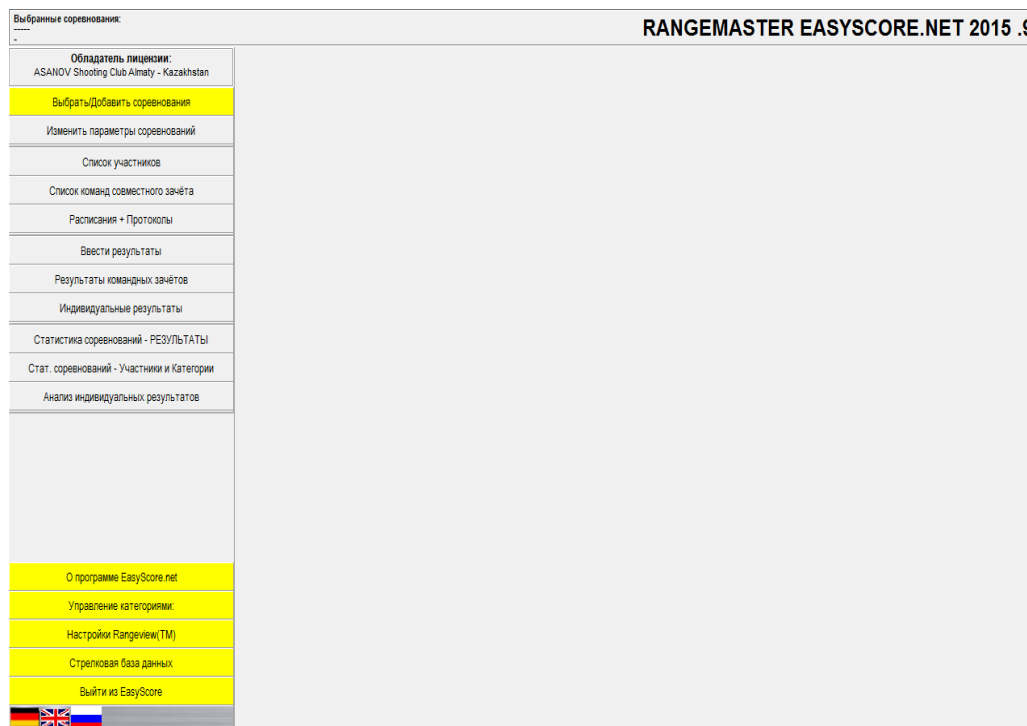 Выбранные соревнования:
-----
-
RANGEMASTER EASYSCORE.NET 2015 .9
Обладатель лицензии:
ASANOV Shooting Club Almaty - Kazakhstan
Выбрать/Добавить соревнования
Изменить параметры соревнований
Список участников
Список команд совместного зачёта
Расписания + Протоколы
Ввести результаты
Результаты командных зачётов
Индивидуальные результаты
Статистика соревнований - РЕЗУЛЬТАТЫ
Стат. соревнований - Участники и Категории
Анализ индивидуальных результатов
О программе EasyScore.net
Управление категориями:
Настройки Rangeview(TM)
Стрелковая база данных
Выйти из EasyScore